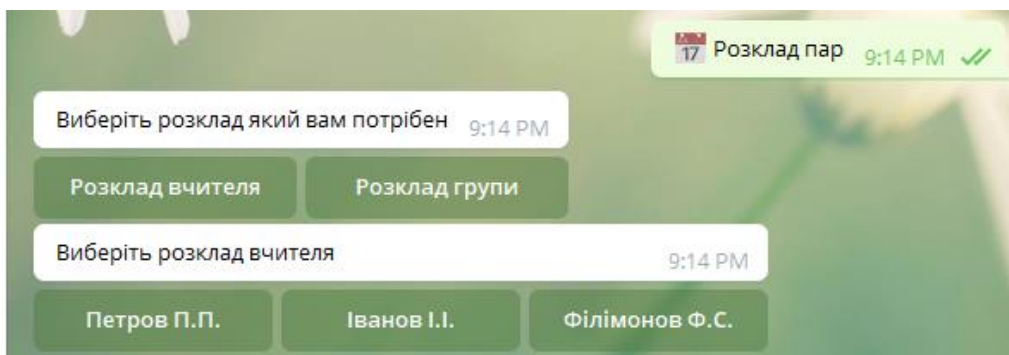 17 Розклад пар 9:14 PM
Виберіть розклад який вам потрібен 9:14 PM
Розклад вчителя Розклад групи
Виберіть розклад вчителя 9:14 PM
Петров П.П. Іванов І.І. Філімонов Ф.С.